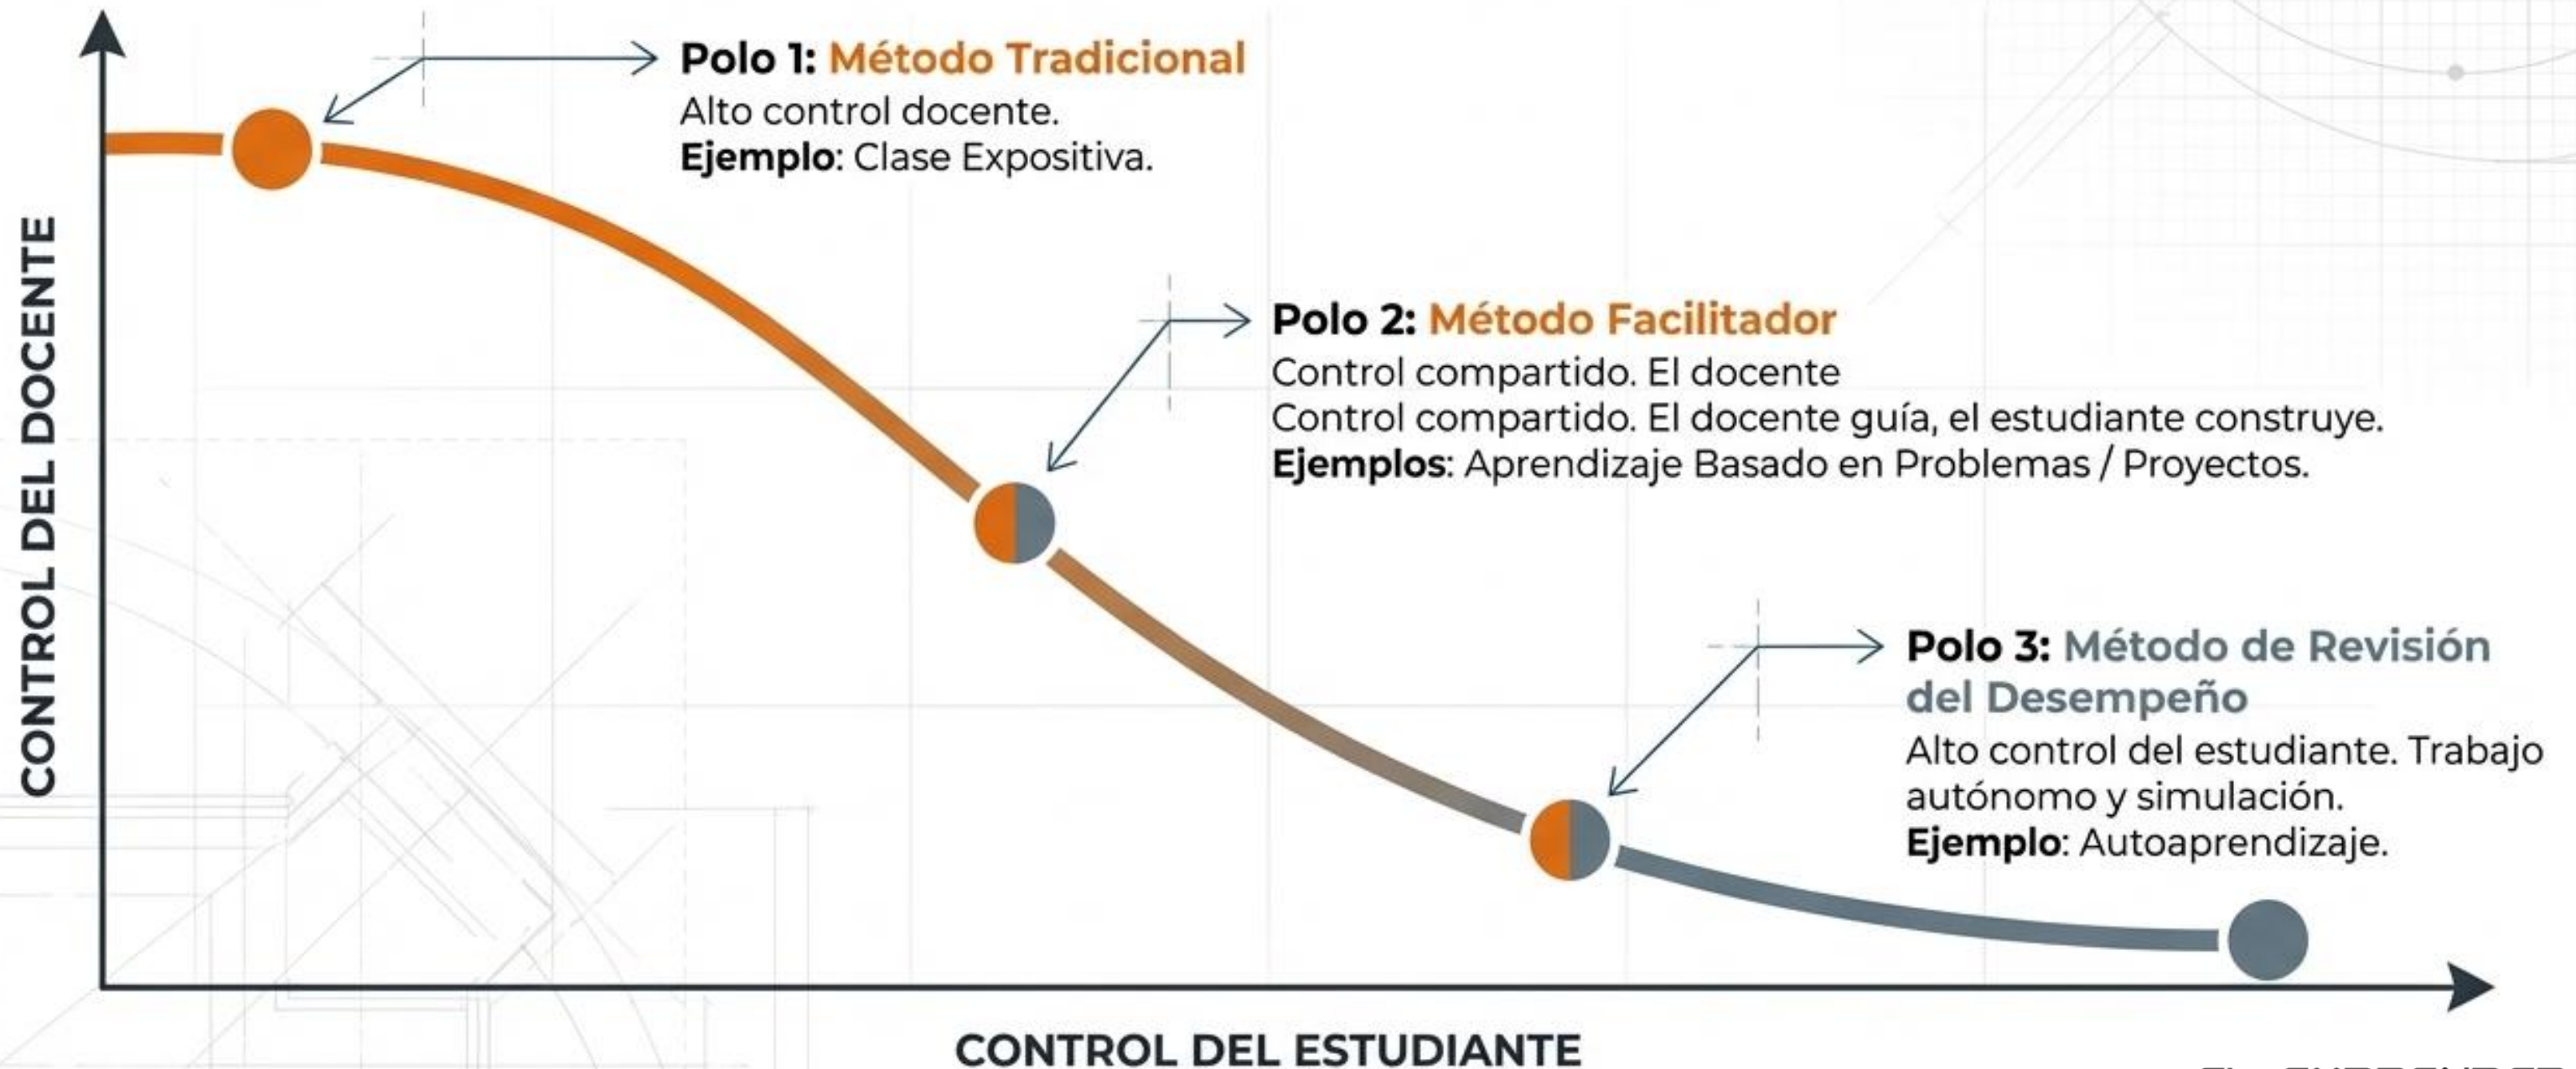 Polo 1: Método Tradicional
Alto control docente.
Ejemplo: Clase Expositiva.
Polo 2: Método Facilitador
Control compartido. El docente
Control compartido. El docente guía, el estudiante construye.
Ejemplos: Aprendizaje Basado en Problemas / Proyectos.
Polo 3: Método de Revisión
del Desempeño
Alto control del estudiante. Trabajo
autónomo y simulación.
Ejemplo: Autoaprendizaje.
CONTROL DEL DOCENTE
CONTROL DEL ESTUDIANTE